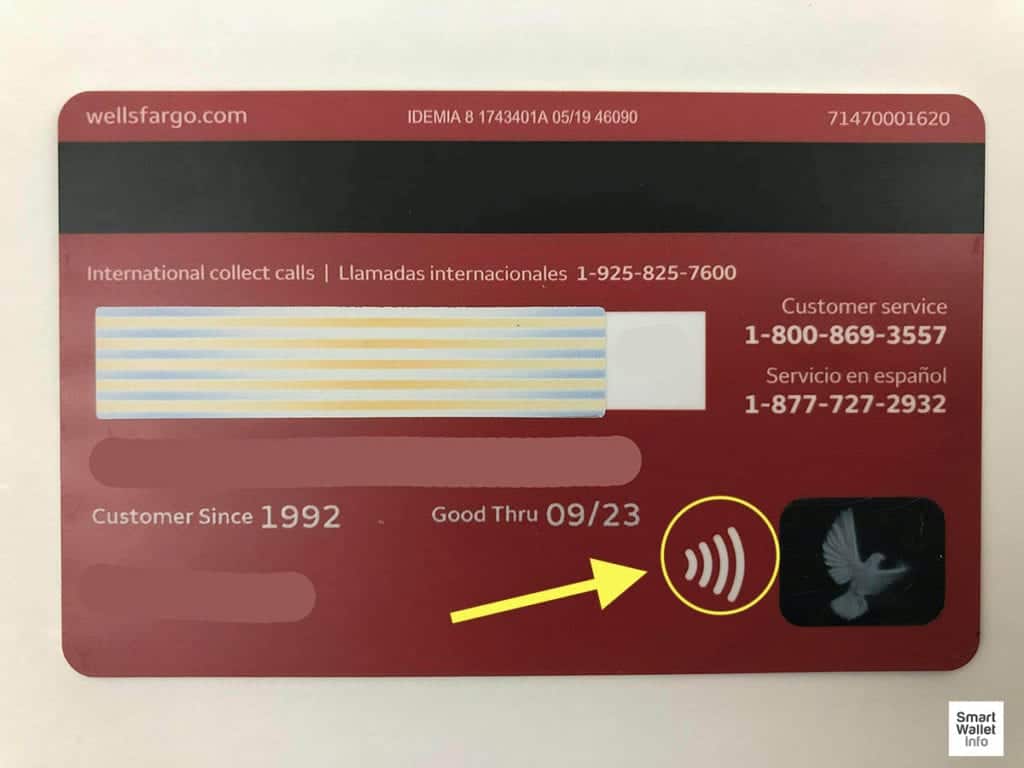 wellsfargo.com IDEMIA 8 1743401A 05/19 46090 71470001620
International collect calls | Llamadas internacionales 1-925-825-7600
Customer service
1-800-869-3557
Servicio en español
1-877-727-2932
Customer Since 1992 Good Thru 09/23
Smart
Wallet
Info